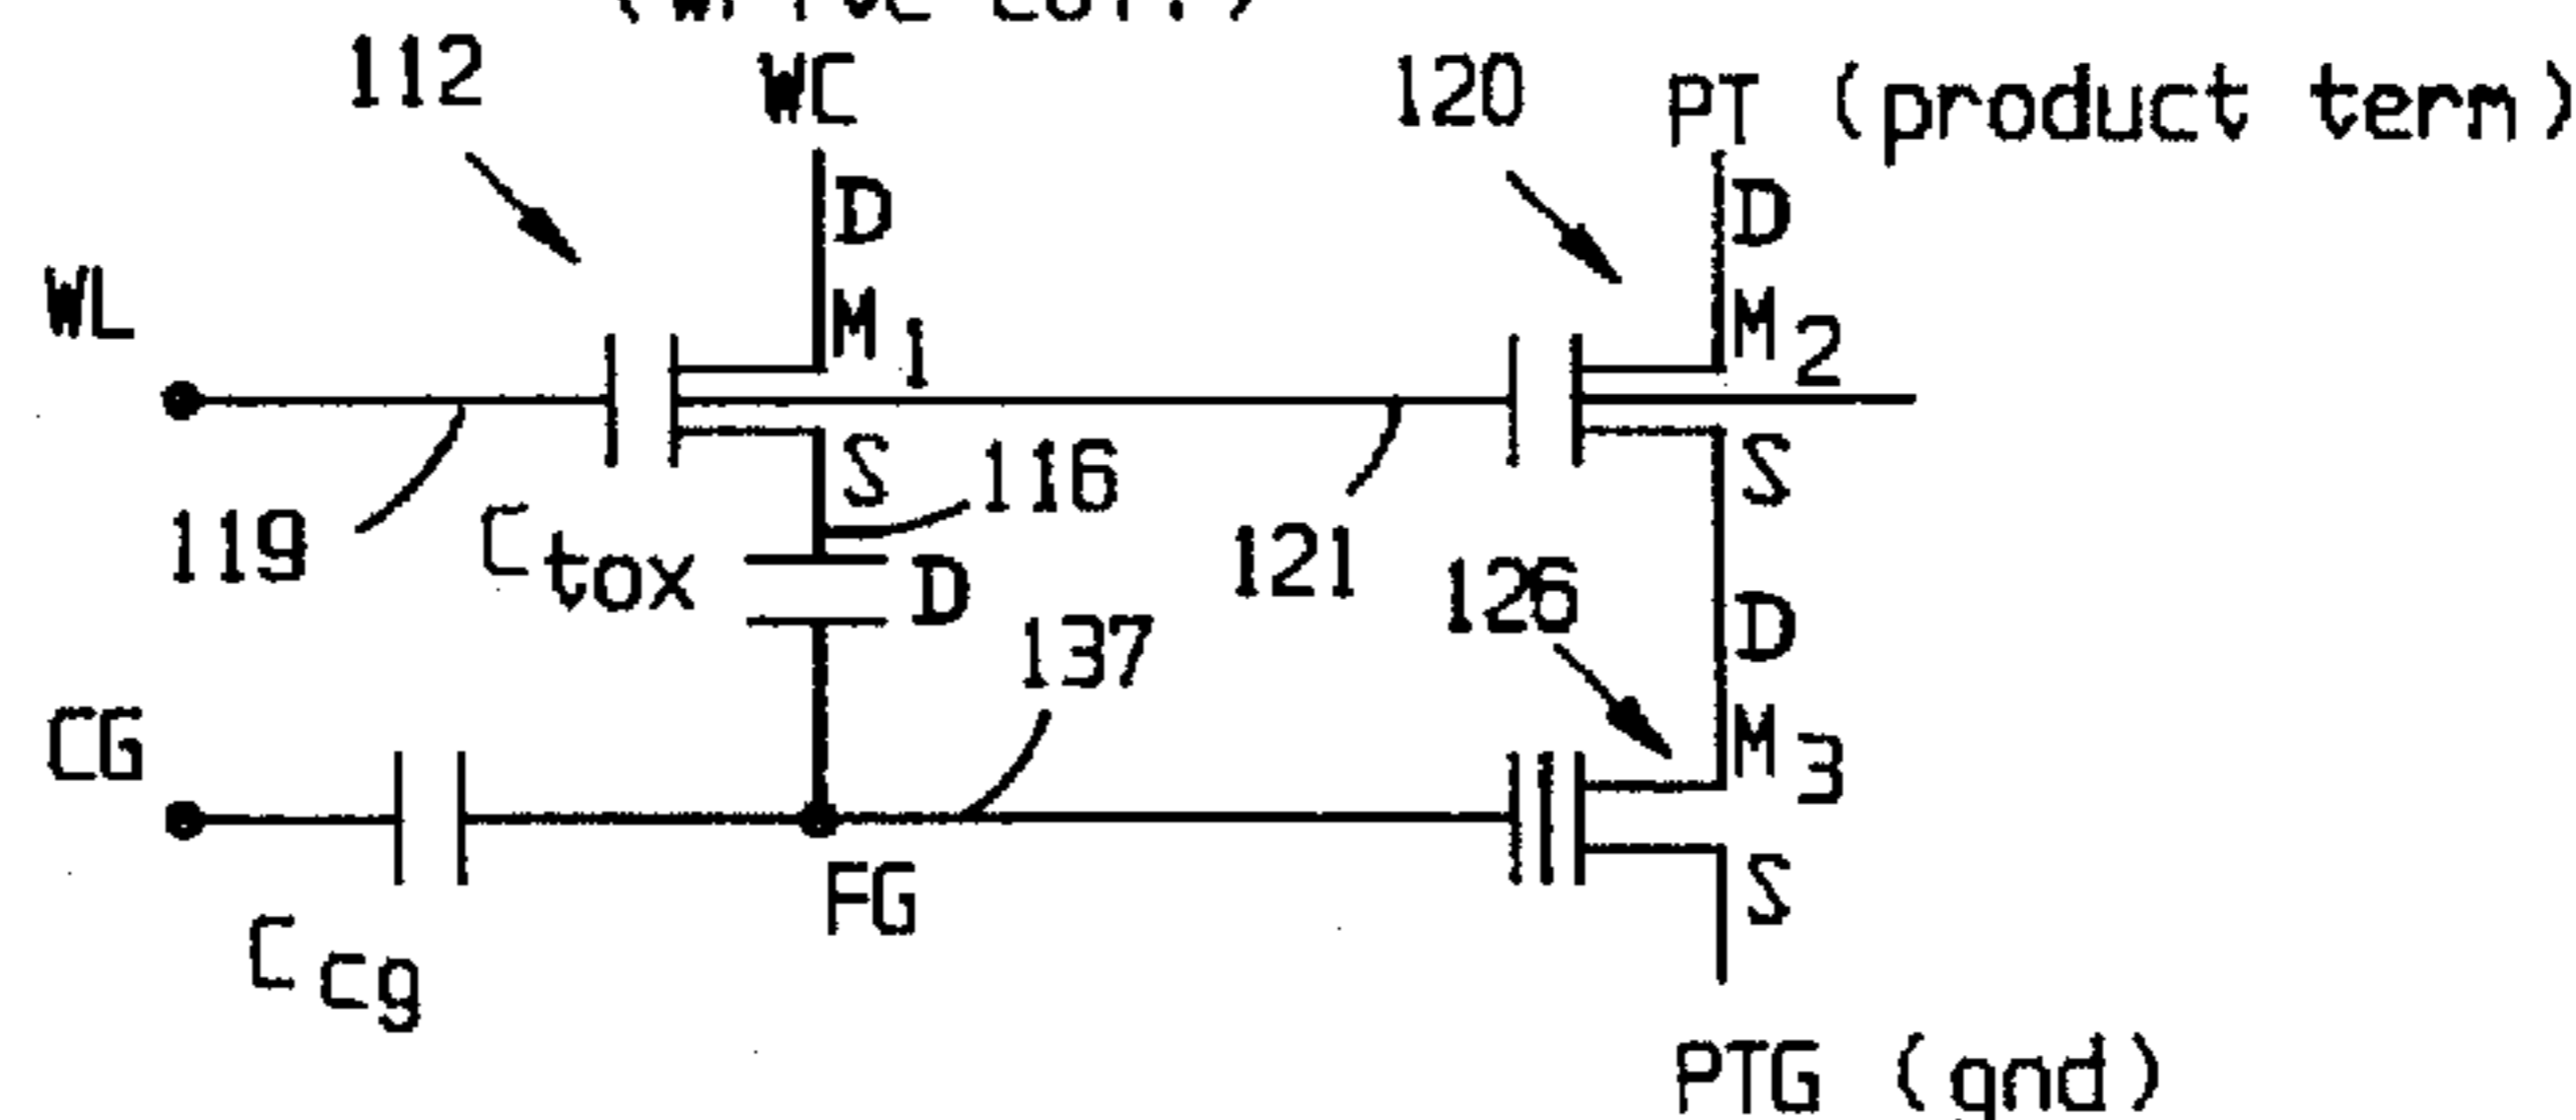 112
WC
120
PT (product term)
D
D
WL
M1
M2
S
S
116
119
Ctox
D
121
126
D
137
CG
M3
FG
S
Ccg
PTG (gnd)